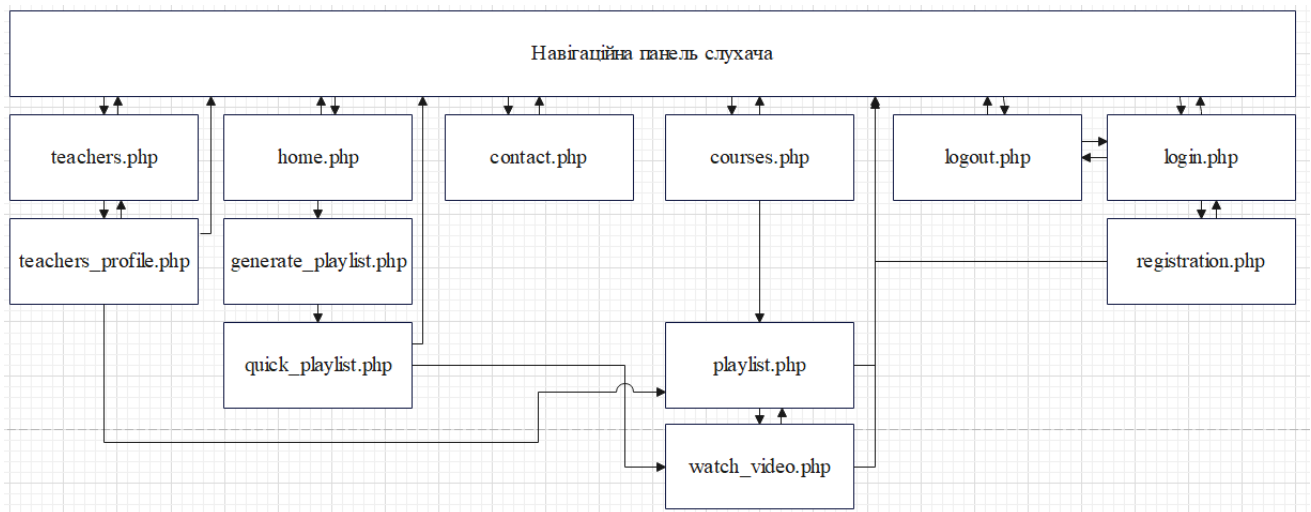 Навігаційна панель слухача
teachers.php
home.php
contact.php
courses.php
logout.php
login.php
teachers_profile.php
generate_playlist.php
registration.php
quick_playlist.php
playlist.php
watch_video.php